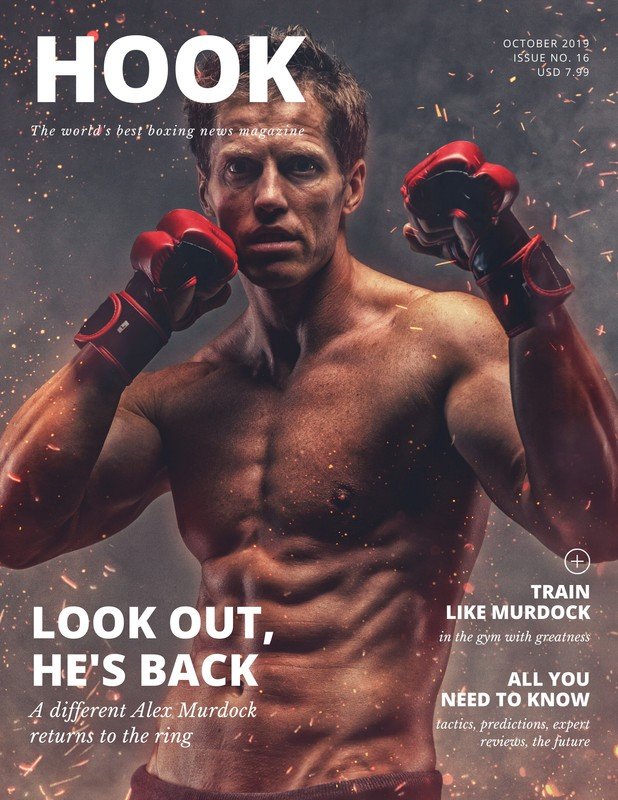 HOOK
The world's best boxing news magazine
OCTOBER 2019
ISSUE NO. 16
USD 7.99
LOOK OUT,
HE'S BACK
A different Alex Murdock
returns to the ring
TRAIN
LIKE MURDOCK
in the gym with greatness
ALL YOU
NEED TO KNOW
tactics, predictions, expert
reviews, the future